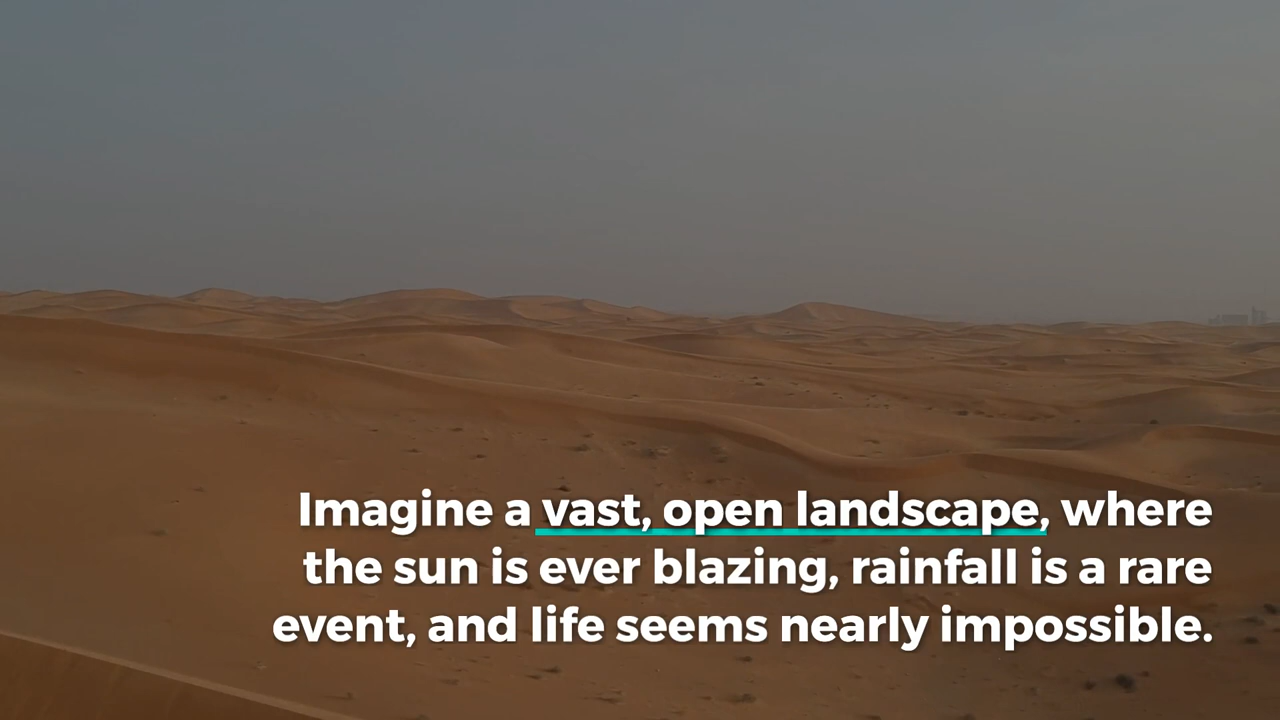 Imagine a vast, open landscape, where
the sun is ever blazing, rainfall is a rare
event, and life seems nearly impossible.